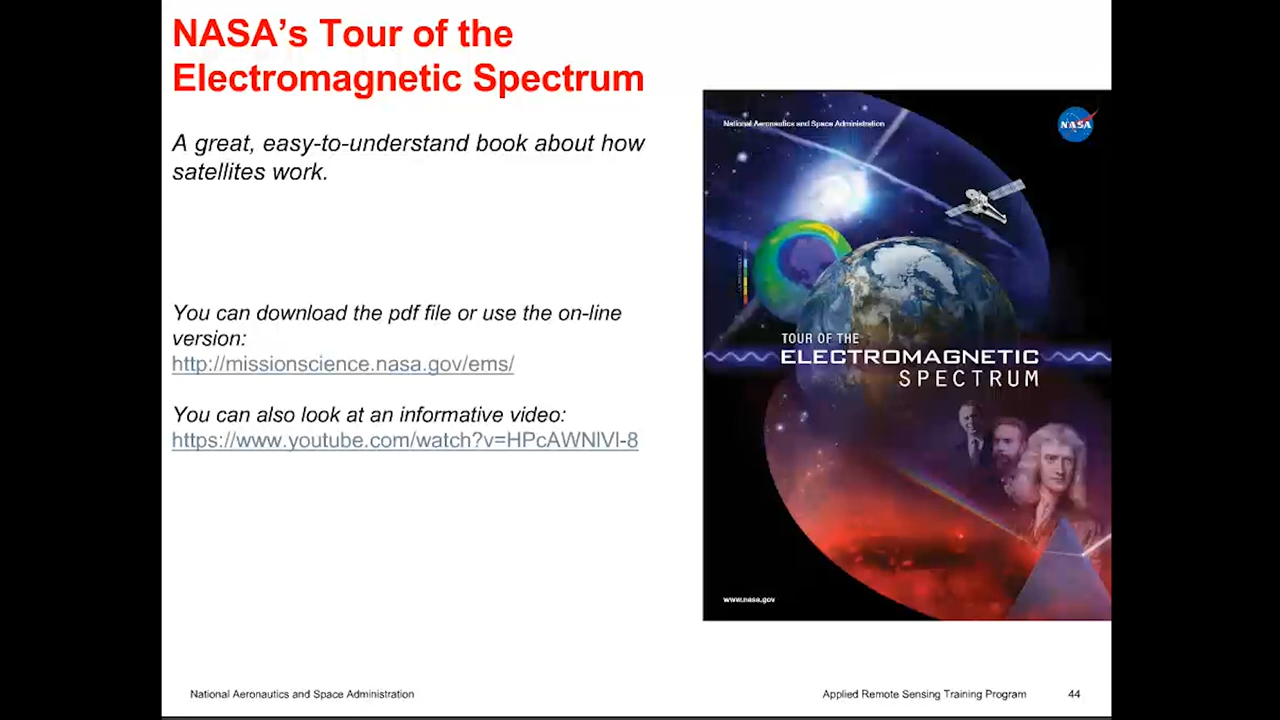 NASA's Tour of the
Electromagnetic Spectrum
A great, easy-to-understand book about how
satellites work.
You can download the pdf file or use the on-line
version:
http://missionscience.nasa.gov/ems/
You can also look at an informative video:
https://www.youtube.com/watch?v=HPcAWNlVl-8
National Aeronautics and Space Administration
NASA
TOUR OF THE
ELECTROMAGNETIC
SPECTRUM
www.nasa.gov
National Aeronautics and Space Administration
Applied Remote Sensing Training Program
44